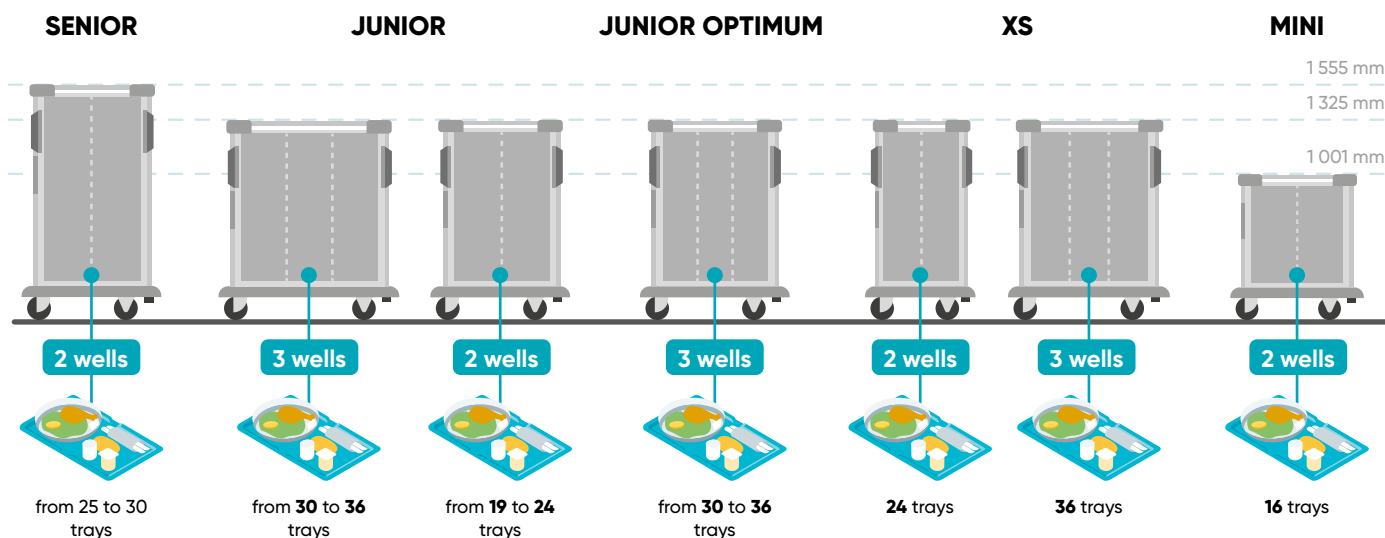 SENIOR
JUNIOR
JUNIOR OPTIMUM
XS
MINI
1 555 mm
1 325 mm
1 001 mm
2 wells
3 wells
2 wells
3 wells
2 wells
3 wells
2 wells
from 25 to 30
trays
from 30 to 36
trays
from 19 to 24
trays
from 30 to 36
trays
24 trays
36 trays
16 trays